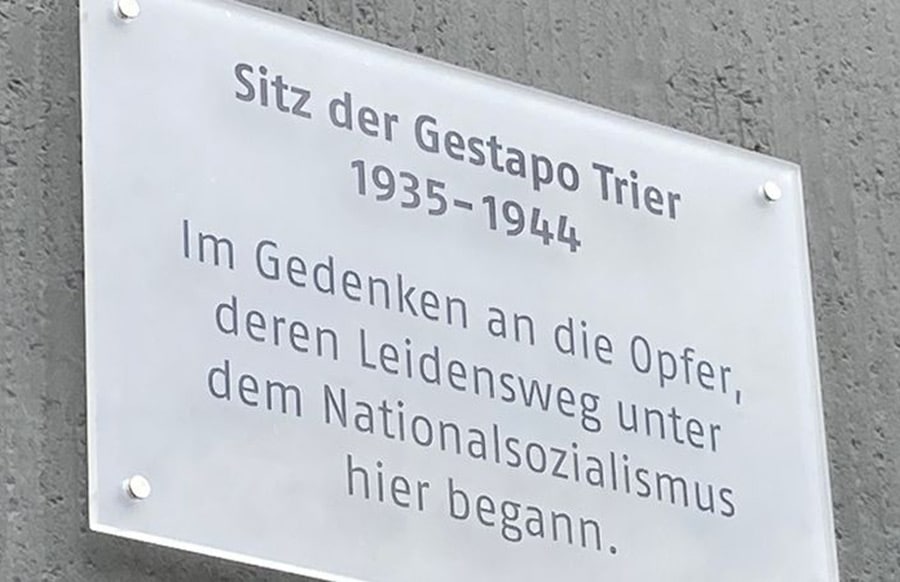 Sitz der Gestapo Trier
1935-1944
Im Gedenken an die Opfer,
deren Leidensweg unter
dem Nationalsozialismus
hier begann.